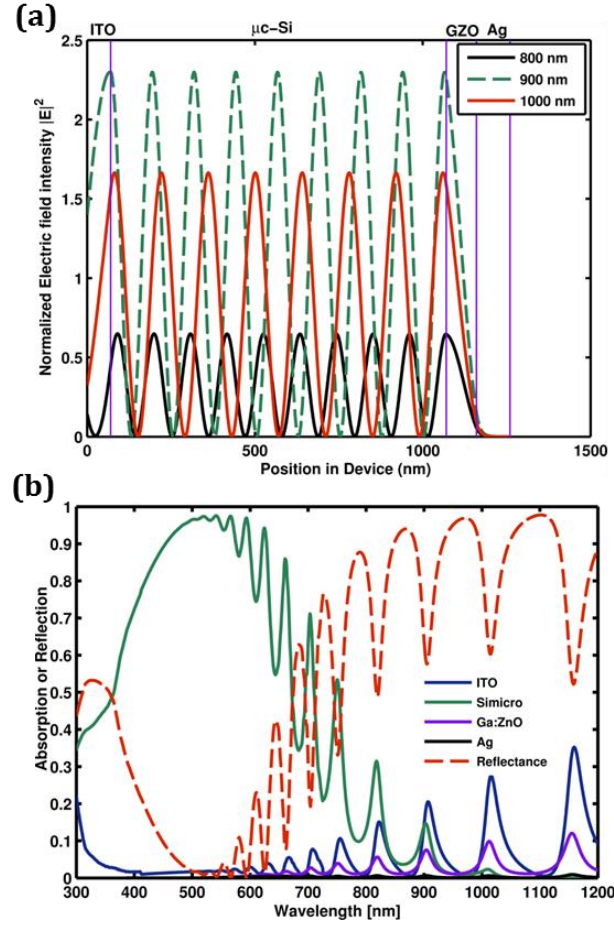 (a)
ITO μc-Si GZO Ag
2.5
2
1.5
1
0.5
0
Normalized Electric field intensity |E|²
800 nm
900 nm
1000 nm
0 500 1000 1500
Position in Device (nm)
(b)
1
0.9
0.8
0.7
0.6
0.5
0.4
0.3
0.2
0.1
0
Absorption or Reflection
ITO
Simicro
Ga:ZnO
Ag
Reflectance
300 400 500 600 700 800 900 1000 1100 1200
Wavelength [nm]